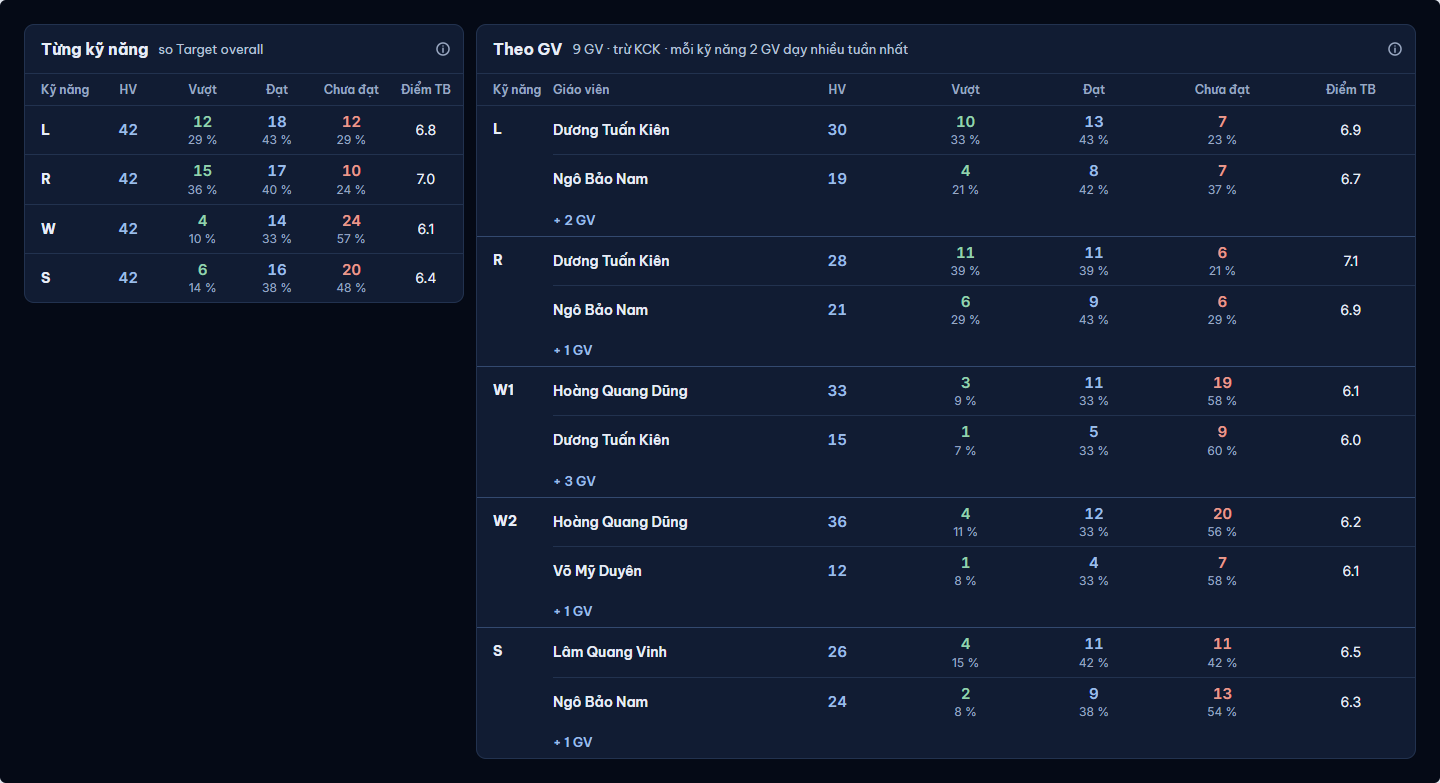 Từng kỹ năng so Target overall
Kỹ năng HV Vượt Đạt Chưa đạt Điểm TB
L 42 12 18 12 6.8
29 % 43 % 29 %
R 42 15 17 10 7.0
36 % 40 % 24 %
W 42 4 14 24 6.1
10 % 33 % 57 %
S 42 6 16 20 6.4
14 % 38 % 48 %
Theo GV 9 GV · trừ KCK · mỗi kỹ năng 2 GV dạy nhiều tuần nhất
Kỹ năng Giáo viên HV Vượt Đạt Chưa đạt Điểm TB
L Dương Tuấn Kiên 30 10 13 7 6.9
33 % 43 % 23 %
Ngô Bảo Nam 19 4 8 7 6.7
21 % 42 % 37 %
+ 2 GV
R Dương Tuấn Kiên 28 11 11 6 7.1
39 % 39 % 21 %
Ngô Bảo Nam 21 6 9 6 6.9
29 % 43 % 29 %
+ 1 GV
W1 Hoàng Quang Dũng 33 3 11 19 6.1
9 % 33 % 58 %
Dương Tuấn Kiên 15 1 5 9 6.0
7 % 33 % 60 %
+ 3 GV
W2 Hoàng Quang Dũng 36 4 12 20 6.2
11 % 33 % 56 %
Võ Mỹ Duyên 12 1 4 7 6.1
8 % 33 % 58 %
+ 1 GV
S Lâm Quang Vinh 26 4 11 11 6.5
15 % 42 % 42 %
Ngô Bảo Nam 24 2 9 13 6.3
8 % 38 % 54 %
+ 1 GV